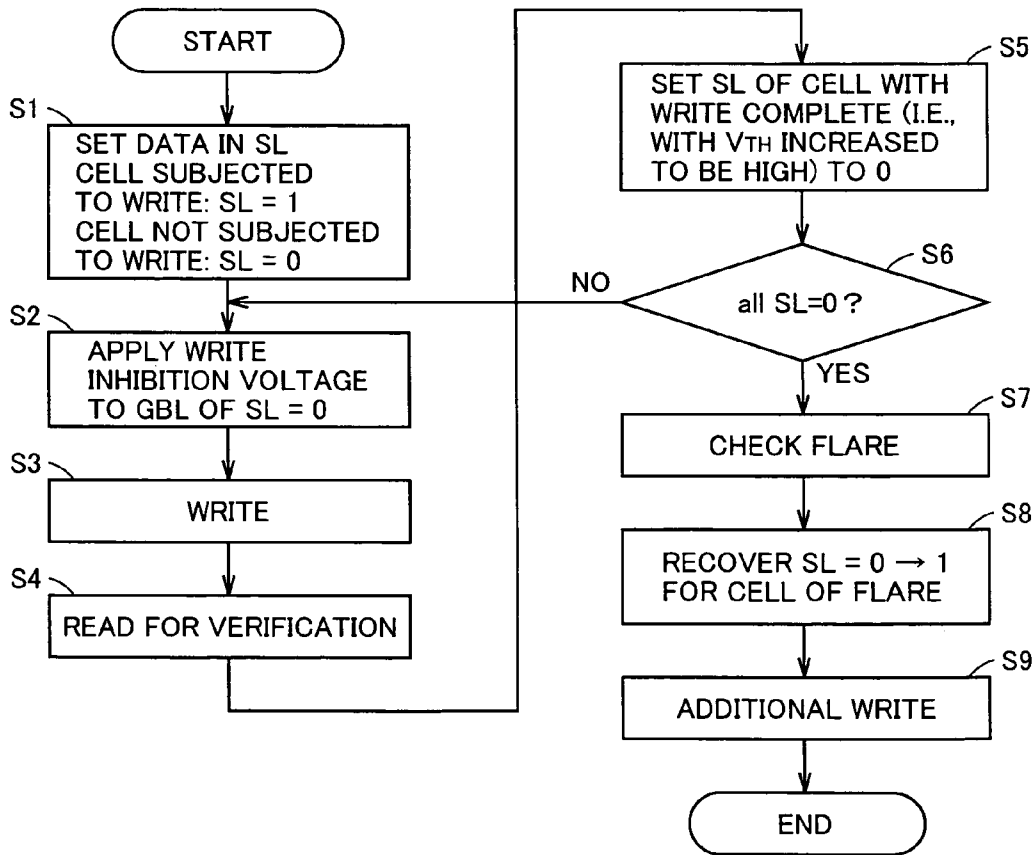 START
S1
SET DATA IN SL
CELL SUBJECTED
TO WRITE: SL = 1
CELL NOT SUBJECTED
TO WRITE: SL = 0
S2
APPLY WRITE
INHIBITION VOLTAGE
TO GBL OF SL = 0
S3
WRITE
S4
READ FOR VERIFICATION
S5
SET SL OF CELL WITH
WRITE COMPLETE (I.E.,
WITH VTH INCREASED
TO BE HIGH) TO 0
S6
all SL=0 ?
NO
YES
S7
CHECK FLARE
S8
RECOVER SL = 0 → 1
FOR CELL OF FLARE
S9
ADDITIONAL WRITE
END